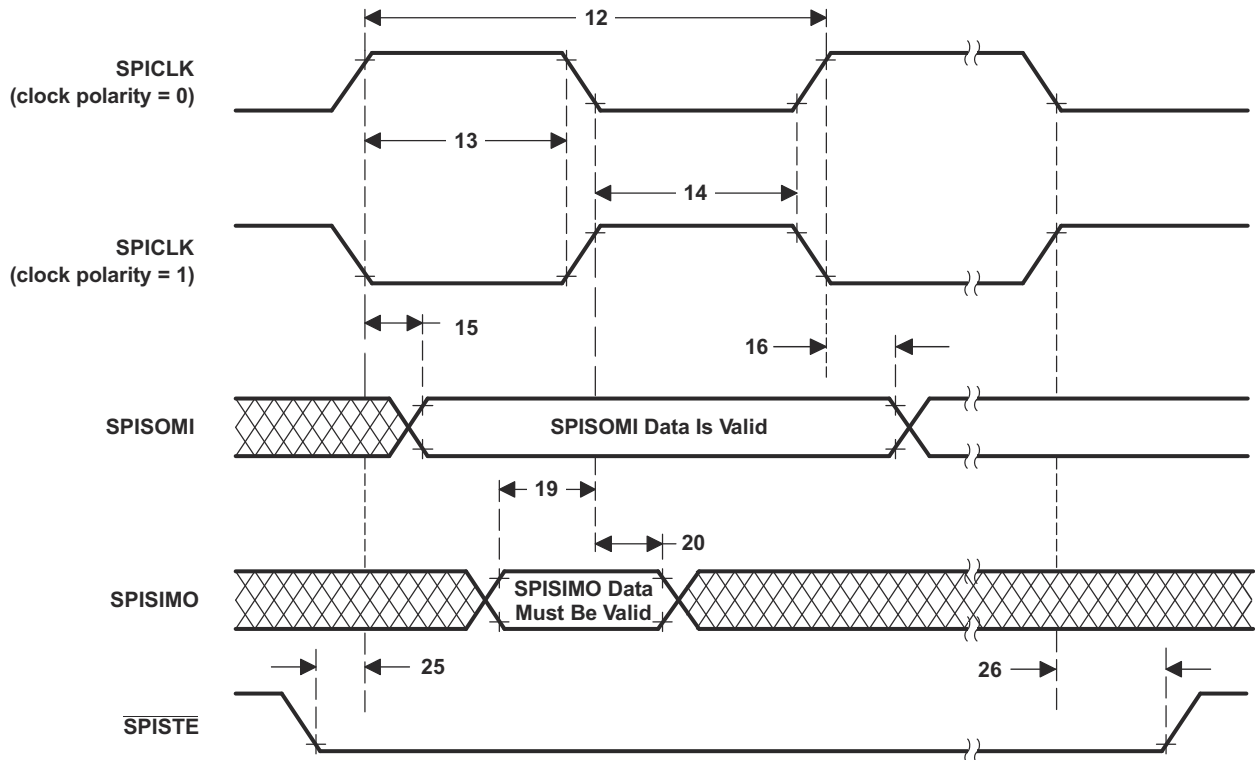 12
SPICLK
(clock polarity = 0)
13
14
SPICLK
(clock polarity = 1)
15
16
SPISOMI
SPISOMI Data Is Valid
19
20
SPISIMO
SPISIMO Data
Must Be Valid
25
26
SPISTE